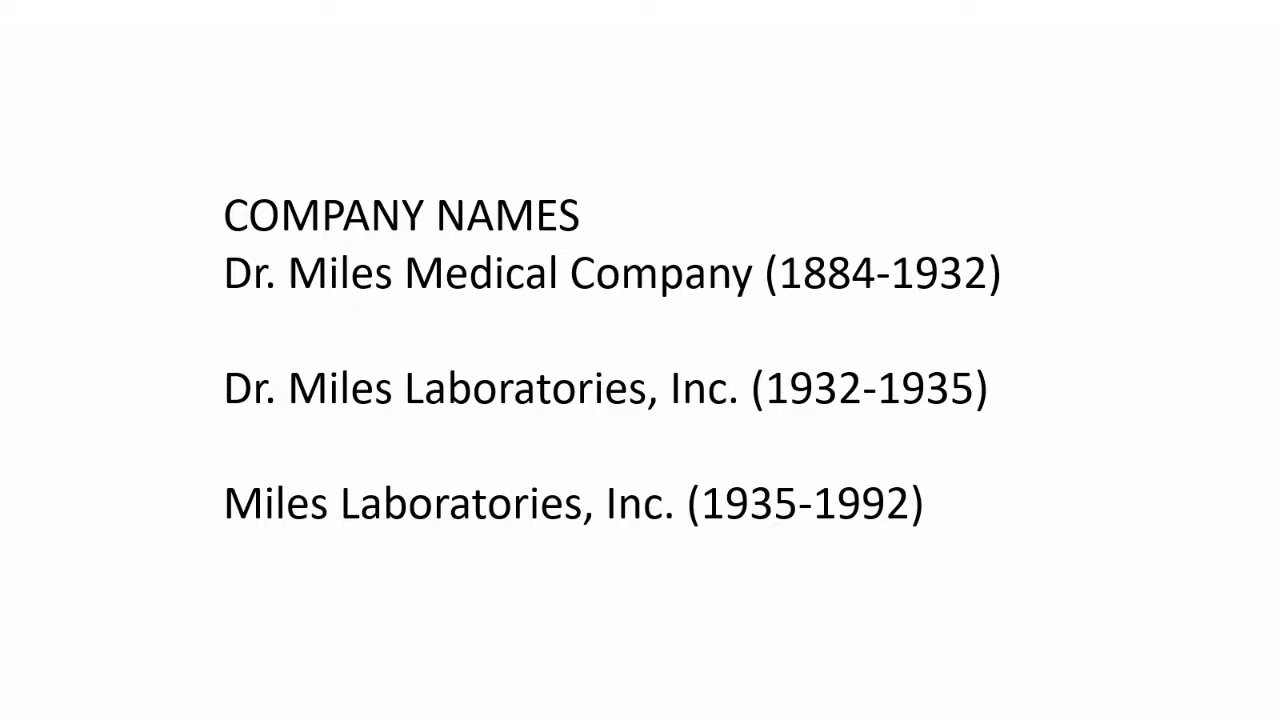 COMPANY NAMES
Dr. Miles Medical Company (1884-1932)
Dr. Miles Laboratories, Inc. (1932-1935)
Miles Laboratories, Inc. (1935-1992)